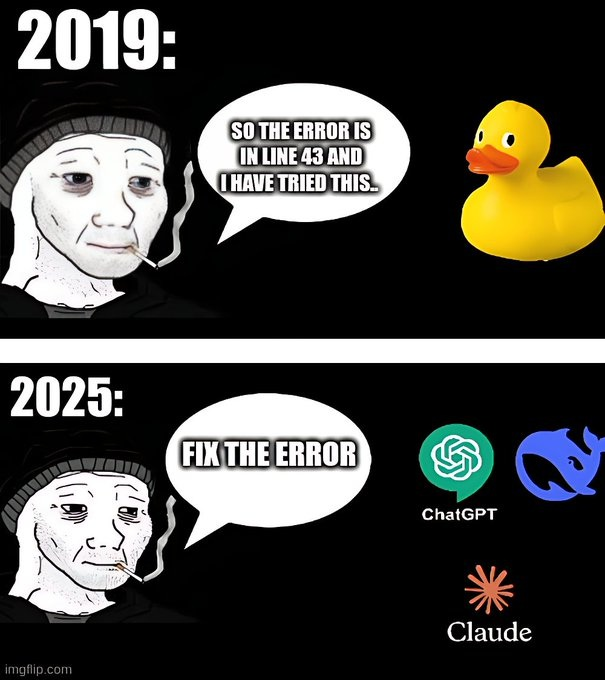 2019:
SO THE ERROR IS
IN LINE 43 AND
I HAVE TRIED THIS..
2025:
FIX THE ERROR
ChatGPT
Claude
imgflip.com